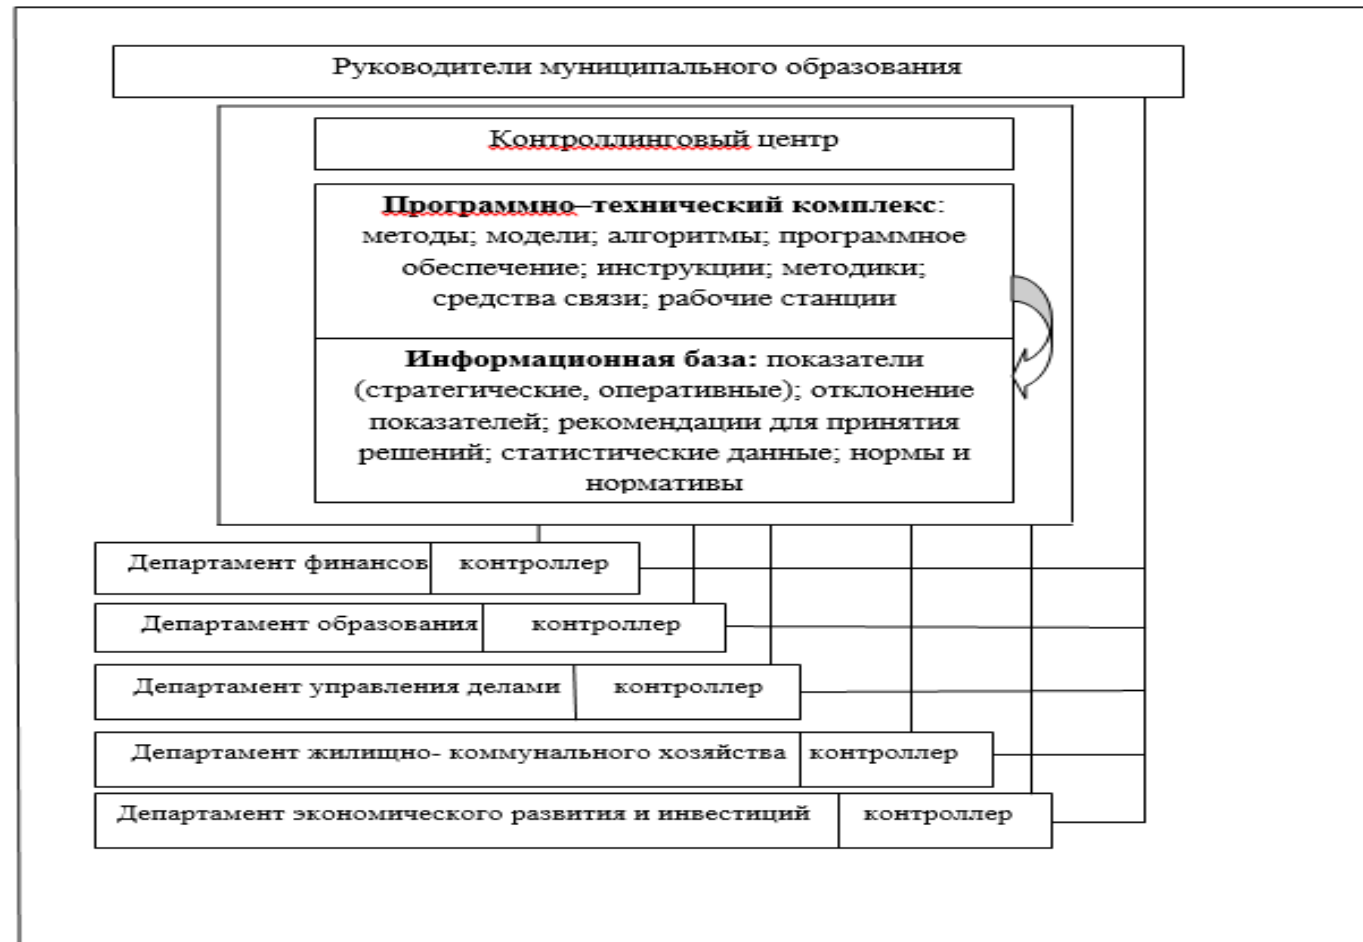 Руководители муниципального образования
Контроллинговый центр
Программно–технический комплекс:
методы; модели; алгоритмы; программное
обеспечение; инструкции; методики;
средства связи; рабочие станции
Информационная база: показатели
(стратегические, оперативные); отклонение
показателей; рекомендации для принятия
решений; статистические данные; нормы и
нормативы
Департамент финансов контроллер
Департамент образования контроллер
Департамент управления делами контроллер
Департамент жилищно- коммунального хозяйства контроллер
Департамент экономического развития и инвестиций контроллер